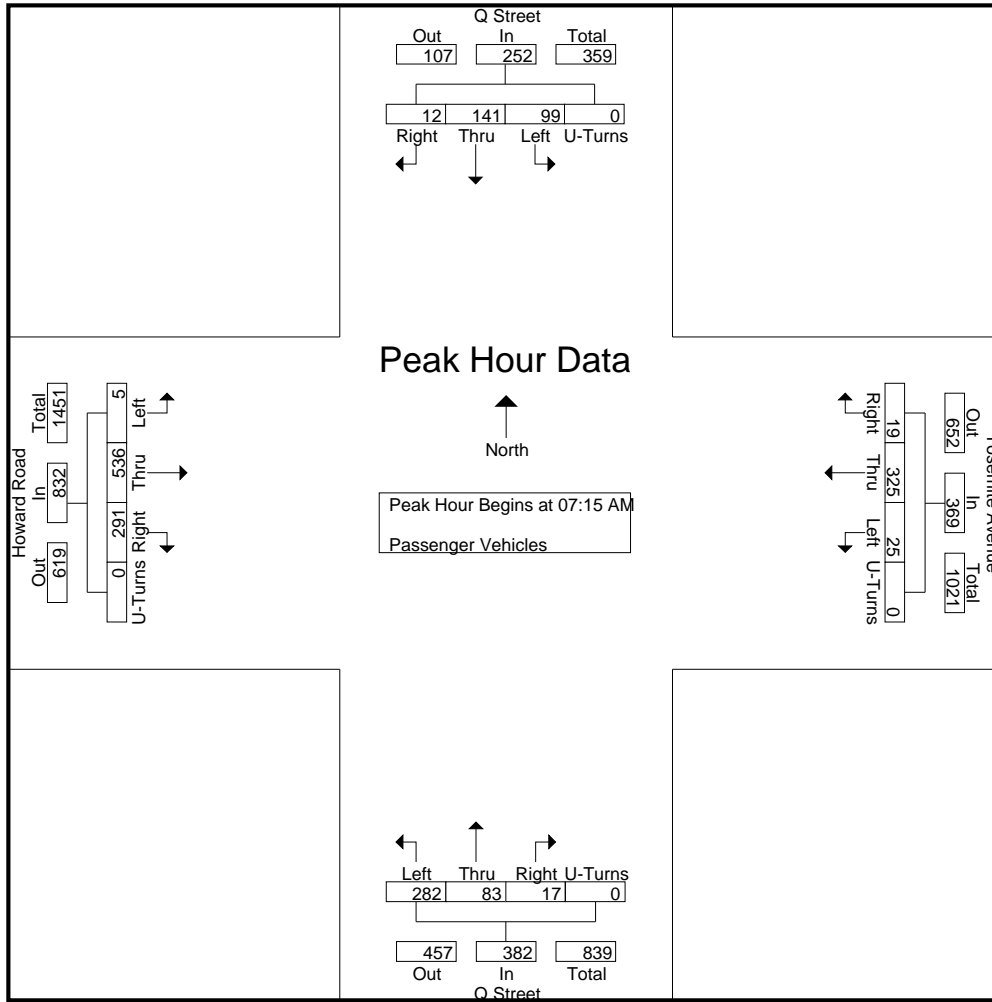 Q Street
Out In Total
107 252 359
12 141 99 0
Right Thru Left U-Turns
Peak Hour Data
North
Peak Hour Begins at 07:15 AM
Passenger Vehicles
Howard Road
Total In Out
1451 832 619
5 536 291 0
Left Thru Right U-Turns
Out In Total
652 369 1021
19 325 25 0
Right Thru Left U-Turns
Avenue
Left Thru Right U-Turns
282 83 17 0
457 382 839
Out In Total
Q Street